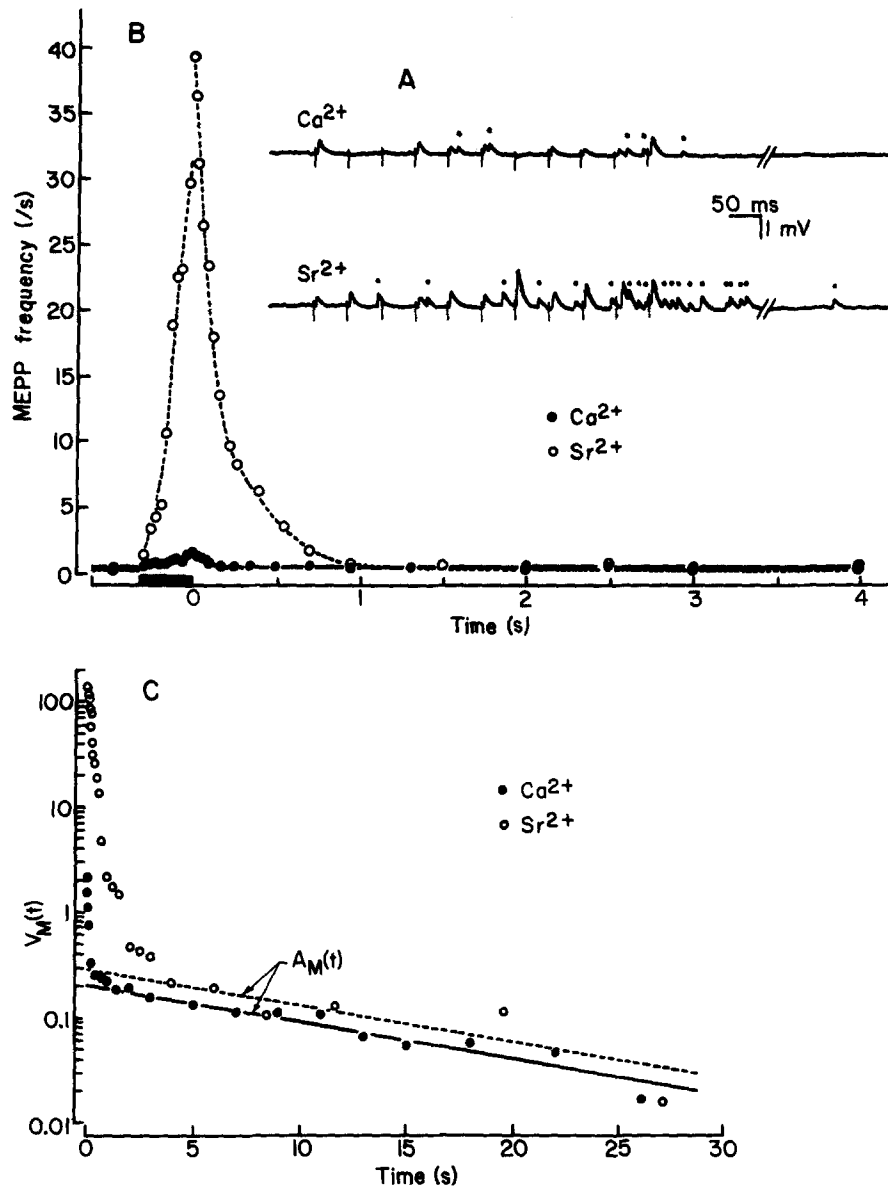 B
A
MEPP frequency (/s)
40
35
30
25
20
15
10
5
0
Ca2+
50 ms
1 mV
Sr2+
● Ca2+
○ Sr2+
0 1 2 3 4
Time (s)
C
VM(t)
100
10
1
0.1
0.01
● Ca2+
○ Sr2+
AM(t)
0 5 10 15 20 25 30
Time (s)